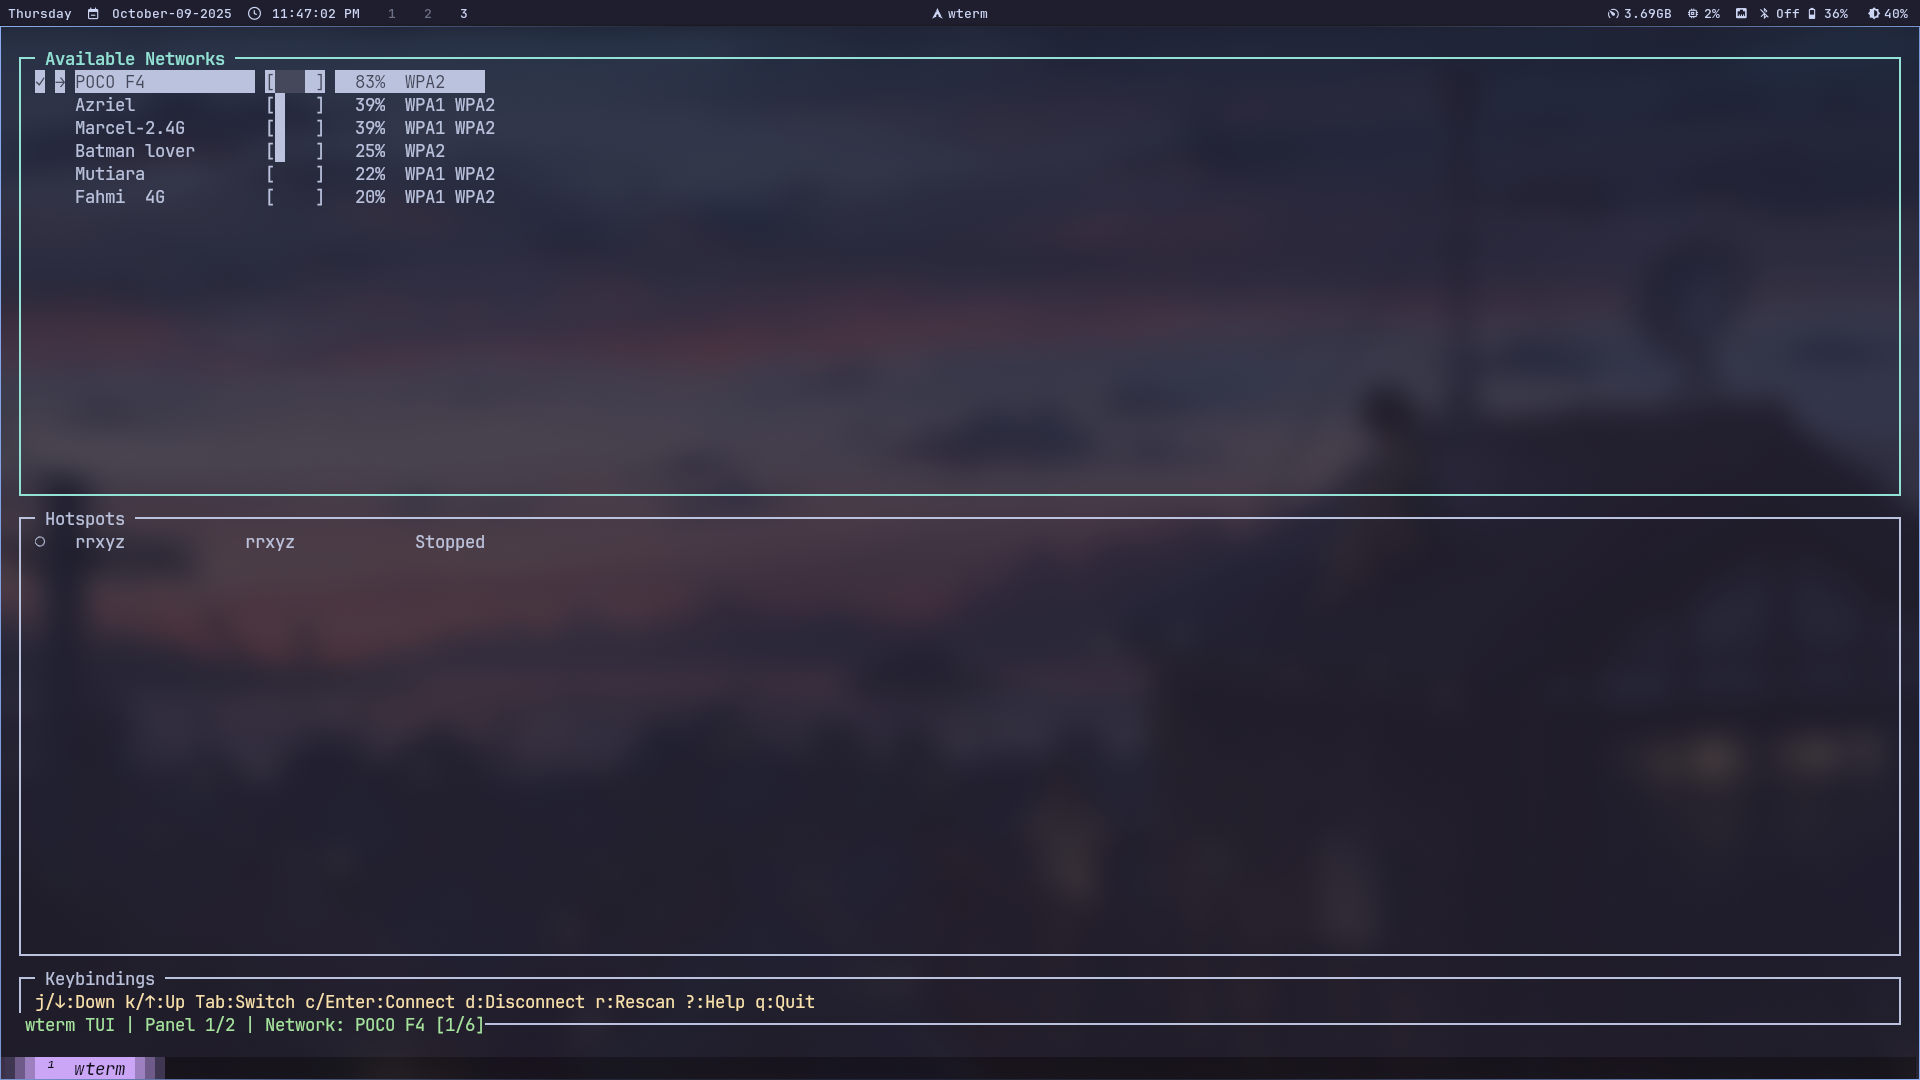 Thursday October-09-2025 11:47:02 PM 1 2 3 wterm 3.69GB 2% Off 36% 40%
Available Networks
✓ → POCO F4 [ ] 83% WPA2
Azriel [ ] 39% WPA1 WPA2
Marcel-2.4G [ ] 39% WPA1 WPA2
Batman lover [ ] 25% WPA2
Mutiara [ ] 22% WPA1 WPA2
Fahmi  4G [ ] 20% WPA1 WPA2
Hotspots
○ rrxyz rrxyz Stopped
Keybindings
j/↓:Down k/↑:Up Tab:Switch c/Enter:Connect d:Disconnect r:Rescan ?:Help q:Quit
wterm TUI | Panel 1/2 | Network: POCO F4 [1/6]
¹ wterm